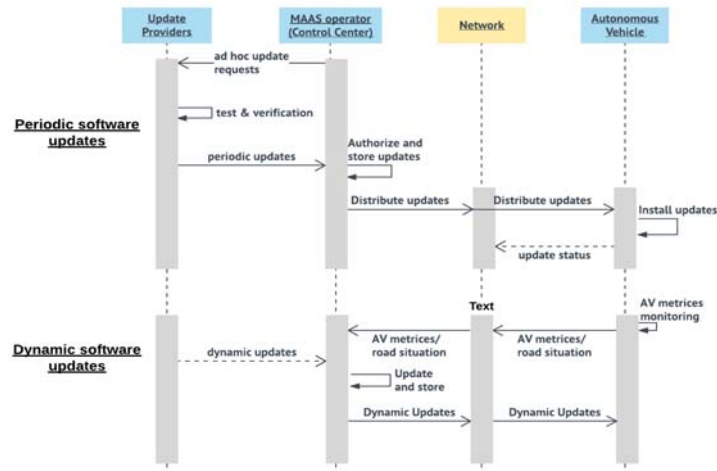 Update
Providers
MAAS operator
(Control Center)
Network
Autonomous
Vehicle
ad hoc update
requests
Periodic software
updates
test & verification
periodic updates
Authorize and
store updates
Distribute updates
Distribute updates
Install updates
update status
Text
AV metrices
monitoring
Dynamic software
updates
dynamic updates
AV metrices/
road situation
AV metrices/
road situation
Update
and store
Dynamic Updates
Dynamic Updates